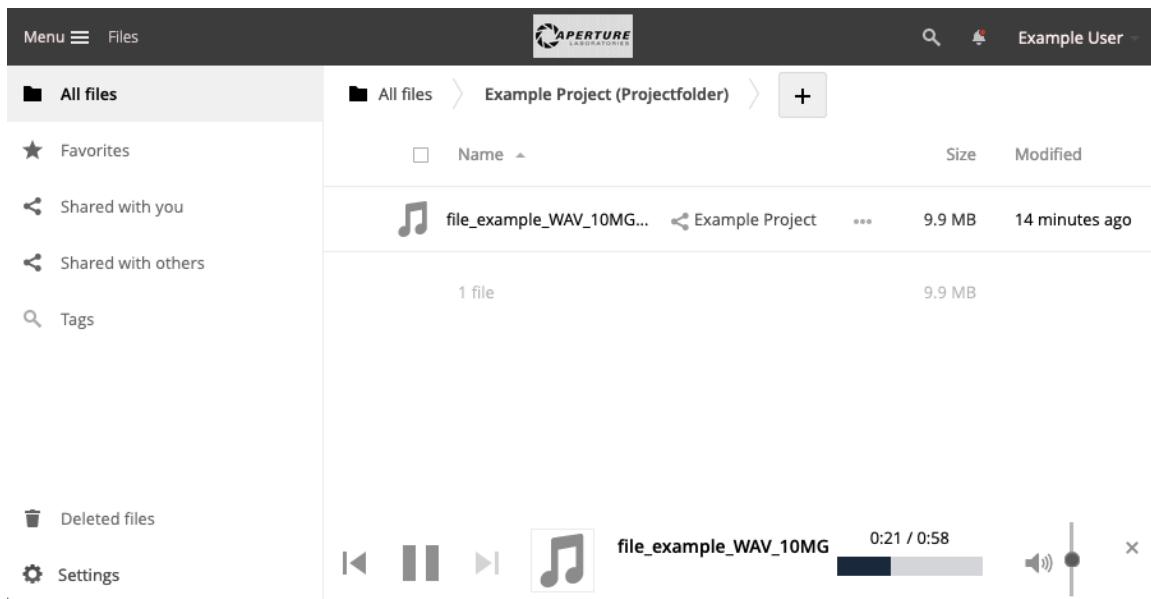 Menu Files
APERTURE
LABORATORIES
Example User
All files
Favorites
Shared with you
Shared with others
Tags
Deleted files
Settings
All files Example Project (Projectfolder) +
Name Size Modified
file_example_WAV_10MG... Example Project ... 9.9 MB 14 minutes ago
1 file 9.9 MB
file_example_WAV_10MG
0:21 / 0:58